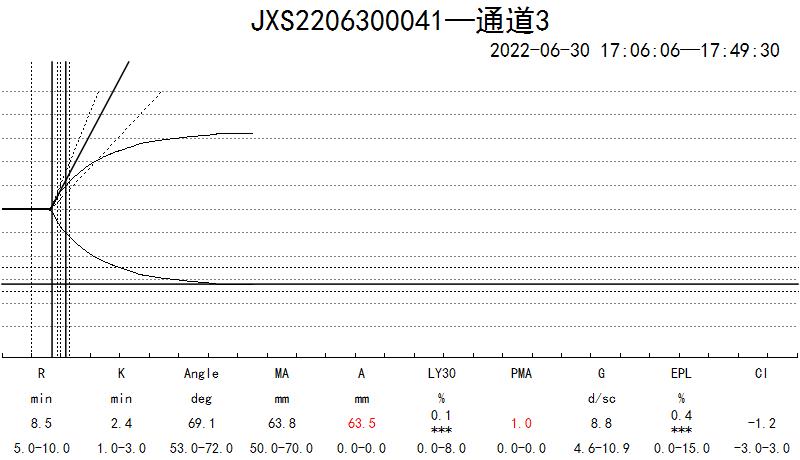 JXS2206300041—通道3
2022-06-30 17:06:06—17:49:30
R K Angle MA A LY30 PMA G EPL CI
min min deg mm mm % d/sc %
8.5 2.4 69.1 63.8 63.5 0.1 1.0 8.8 0.4 -1.2
*** ***
5.0-10.0 1.0-3.0 53.0-72.0 50.0-70.0 0.0-0.0 0.0-8.0 0.0-0.0 4.6-10.9 0.0-15.0 -3.0-3.0